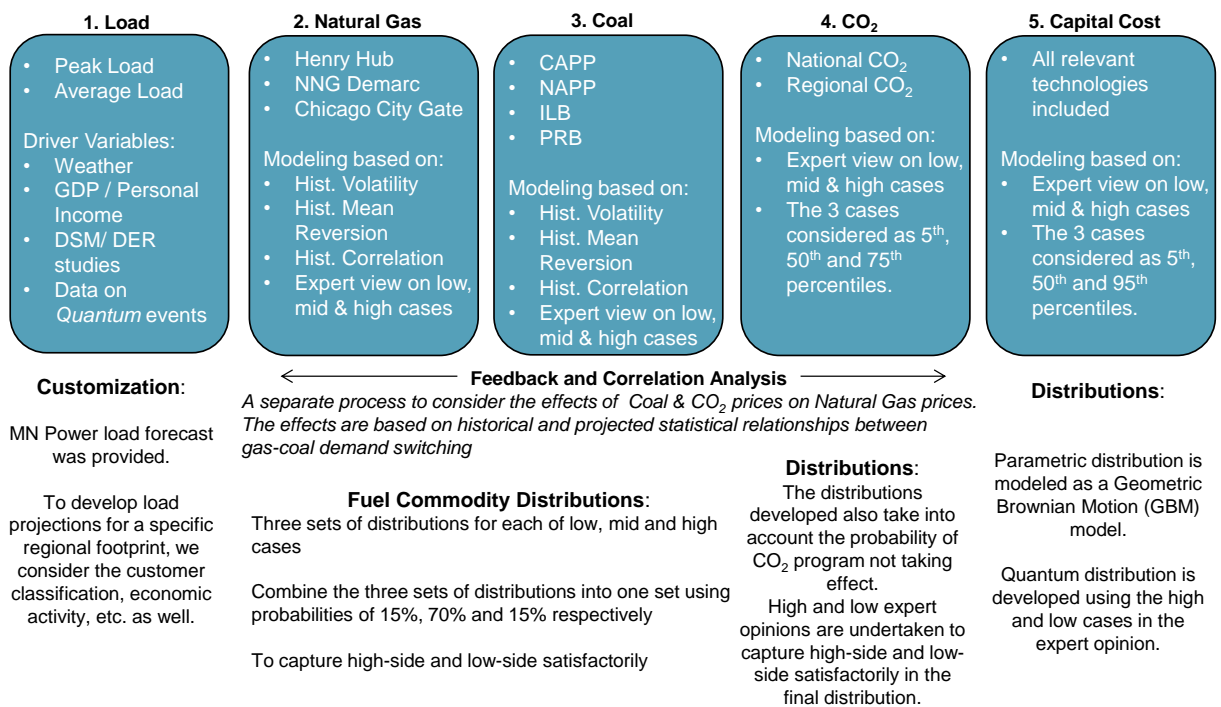 1. Load
• Peak Load
• Average Load
Driver Variables:
• Weather
• GDP / Personal
Income
• DSM/ DER
studies
• Data on
Quantum events
2. Natural Gas
• Henry Hub
• NNG Demarc
• Chicago City Gate
Modeling based on:
• Hist. Volatility
• Hist. Mean
Reversion
• Hist. Correlation
• Expert view on low,
mid & high cases
3. Coal
• CAPP
• NAPP
• ILB
• PRB
Modeling based on:
• Hist. Volatility
• Hist. Mean
Reversion
• Hist. Correlation
• Expert view on low,
mid & high cases
4. CO₂
• National CO₂
• Regional CO₂
Modeling based on:
• Expert view on low,
mid & high cases
• The 3 cases
considered as 5th,
50th and 75th
percentiles.
5. Capital Cost
• All relevant
technologies
included
Modeling based on:
• Expert view on low,
mid & high cases
• The 3 cases
considered as 5th,
50th and 95th
percentiles.
Customization:
MN Power load forecast
was provided.
To develop load
projections for a specific
regional footprint, we
consider the customer
classification, economic
activity, etc. as well.
Feedback and Correlation Analysis
A separate process to consider the effects of Coal & CO₂ prices on Natural Gas prices.
The effects are based on historical and projected statistical relationships between
gas-coal demand switching
Fuel Commodity Distributions:
Three sets of distributions for each of low, mid and high
cases
Combine the three sets of distributions into one set using
probabilities of 15%, 70% and 15% respectively
To capture high-side and low-side satisfactorily
Distributions:
The distributions
developed also take into
account the probability of
CO₂ program not taking
effect.
High and low expert
opinions are undertaken to
capture high-side and low-
side satisfactorily in the
final distribution.
Distributions:
Parametric distribution is
modeled as a Geometric
Brownian Motion (GBM)
model.
Quantum distribution is
developed using the high
and low cases in the
expert opinion.